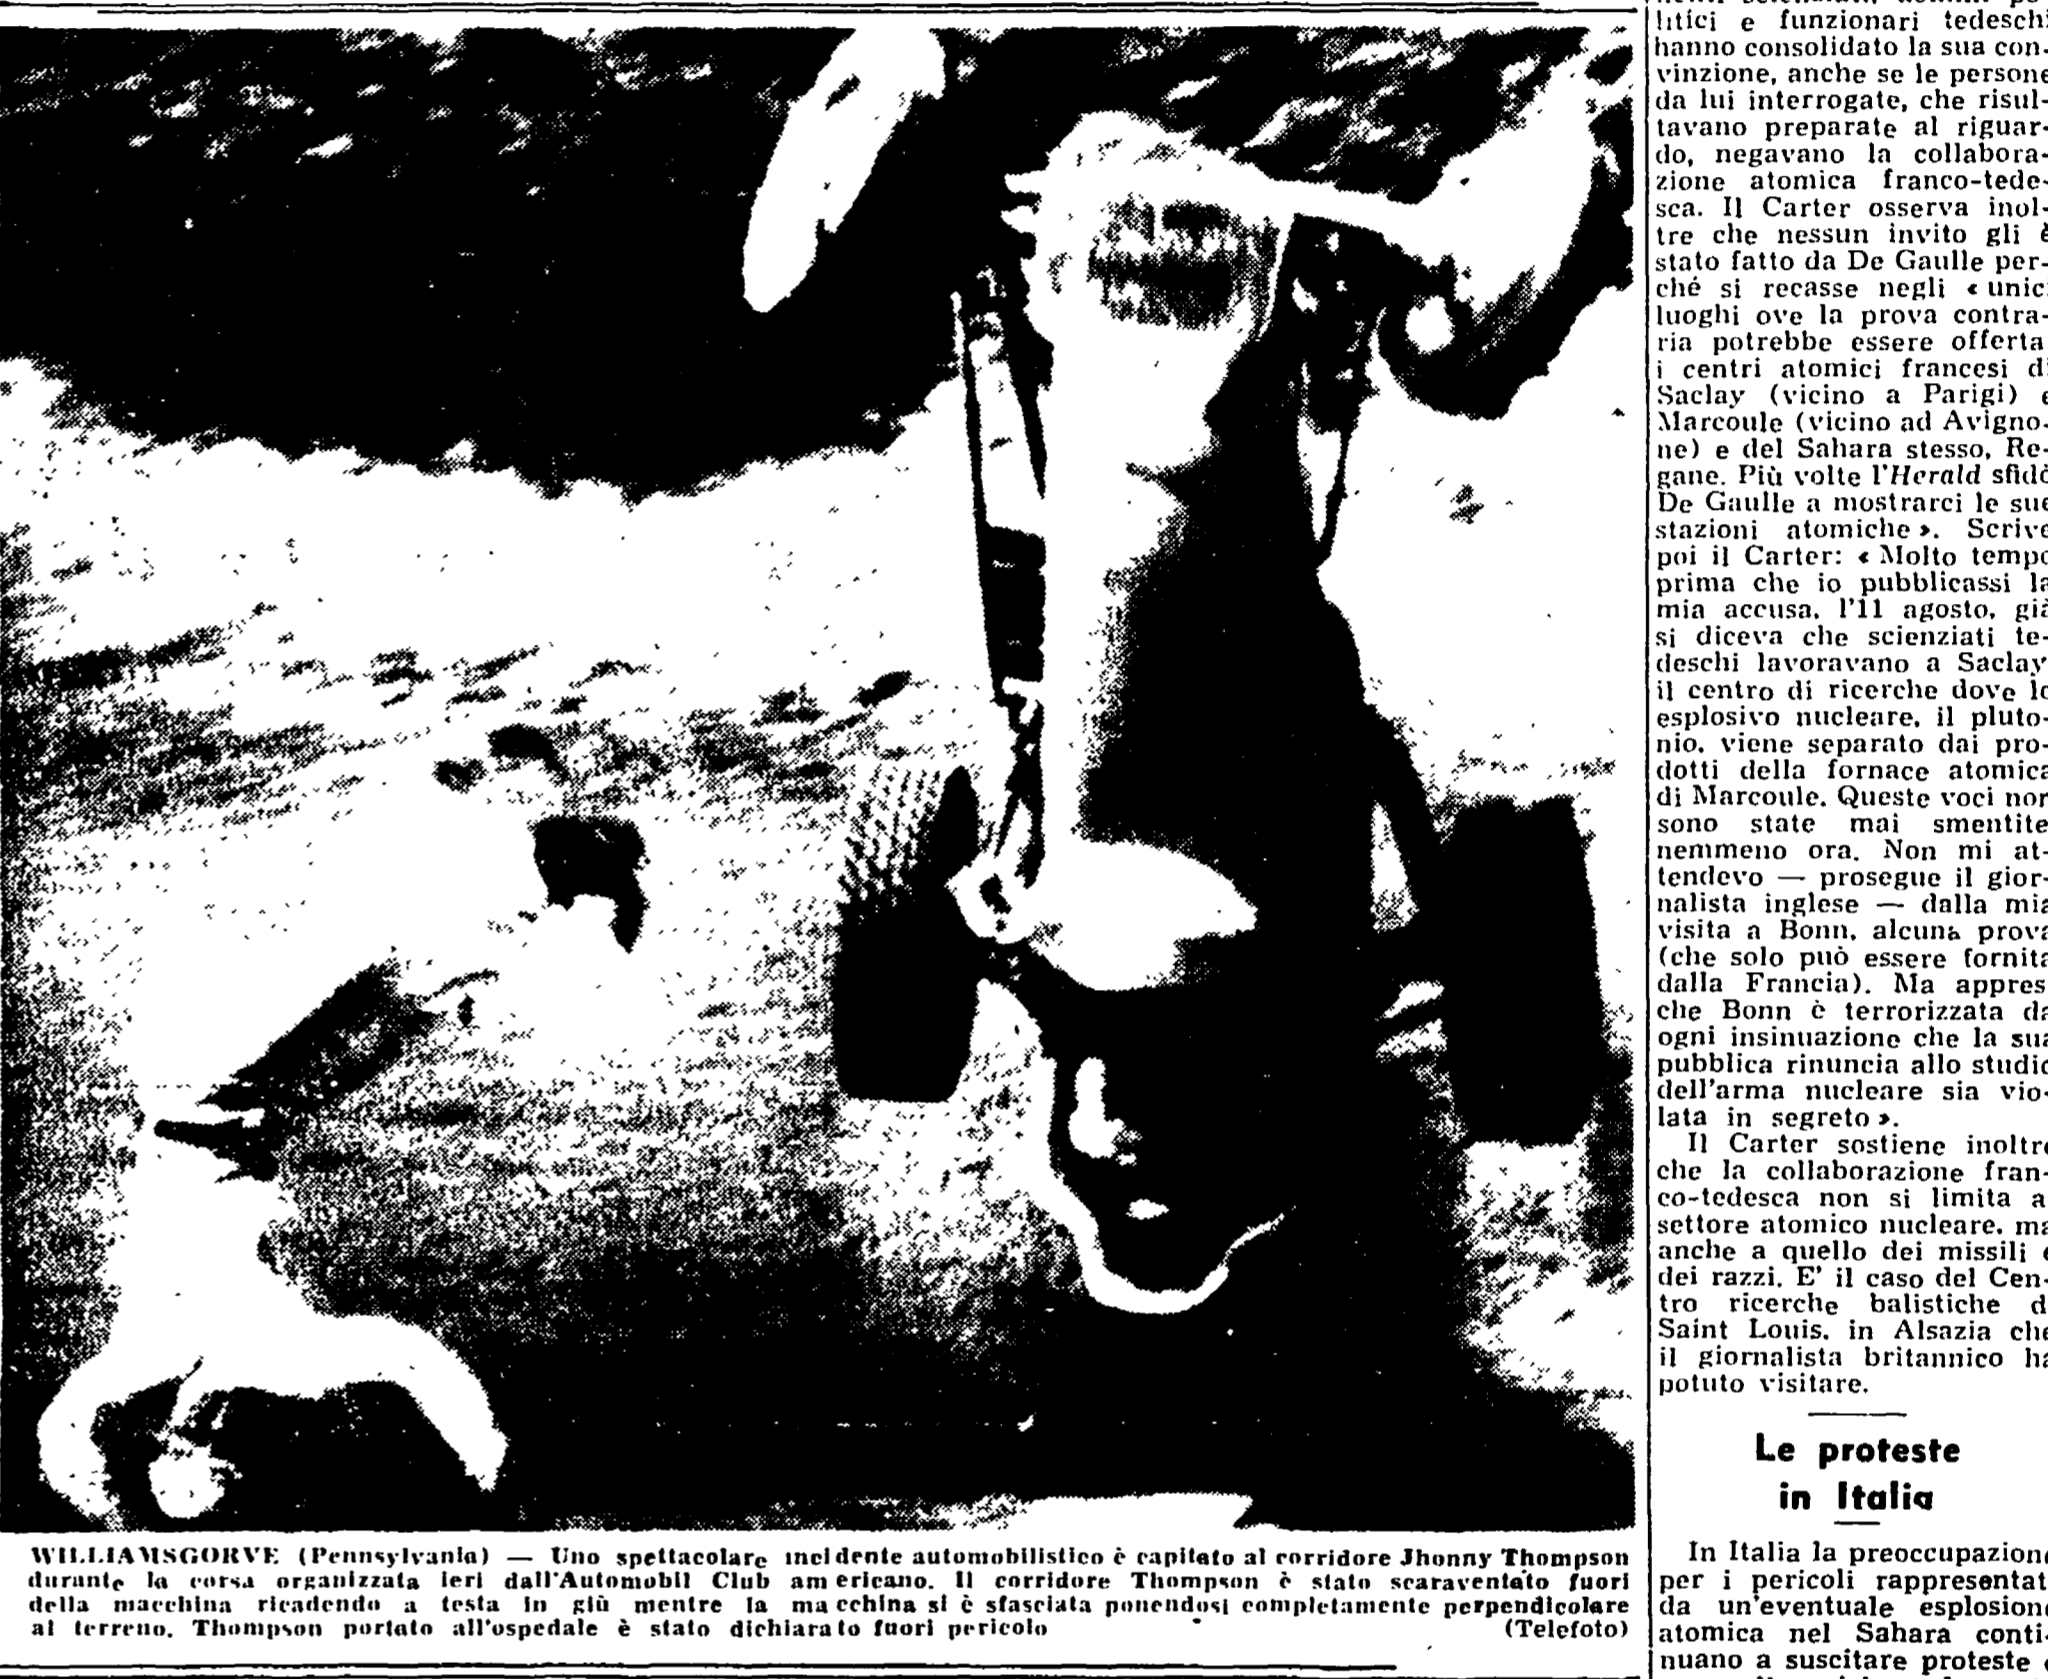 WILLIAMSGORVE (Pennsylvania) — Uno spettacolare incidente automobilistico è capitato al corridore Jhonny Thompson
durante la corsa organizzata ieri dall'Automobil Club americano. Il corridore Thompson è stato scaraventato fuori
della macchina ricadendo a testa in giù mentre la macchina si è sfasciata ponendosi completamente perpendicolare
al terreno. Thompson portato all'ospedale è stato dichiarato fuori pericolo (Telefoto)
litici e funzionari tedeschi
hanno consolidato la sua con-
vinzione, anche se le persone
da lui interrogate, che risul-
tavano preparate al riguar-
do, negavano la collabora-
zione atomica franco-tede-
sca. Il Carter osserva inol-
tre che nessun invito gli è
stato fatto da De Gaulle per-
ché si recasse negli « unici
luoghi ove la prova contra-
ria potrebbe essere offerta
i centri atomici francesi di
Saclay (vicino a Parigi) e
Marcoule (vicino ad Avigno-
ne) e del Sahara stesso, Re-
gane. Più volte l'Herald sfidò
De Gaulle a mostrarci le sue
stazioni atomiche ». Scrive
poi il Carter: « Molto tempo
prima che io pubblicassi la
mia accusa, l'11 agosto, già
si diceva che scienziati te-
deschi lavoravano a Saclay
il centro di ricerche dove lo
esplosivo nucleare, il pluto-
nio, viene separato dai pro-
dotti della fornace atomica
di Marcoule. Queste voci non
sono state mai smentite
nemmeno ora. Non mi at-
tendevo — prosegue il gior-
nalista inglese — dalla mia
visita a Bonn, alcuna prova
(che solo può essere fornita
dalla Francia). Ma appres
che Bonn è terrorizzata da
ogni insinuazione che la sua
pubblica rinuncia allo studio
dell'arma nucleare sia vio-
lata in segreto ».
Il Carter sostiene inoltre
che la collaborazione fran-
co-tedesca non si limita a
settore atomico nucleare, ma
anche a quello dei missili e
dei razzi. E' il caso del Cen-
tro ricerche balistiche d
Saint Louis, in Alsazia che
il giornalista britannico ha
potuto visitare.
Le proteste
in Italia
In Italia la preoccupazione
per i pericoli rappresentat
da un'eventuale esplosione
atomica nel Sahara conti-
nuano a suscitare proteste e